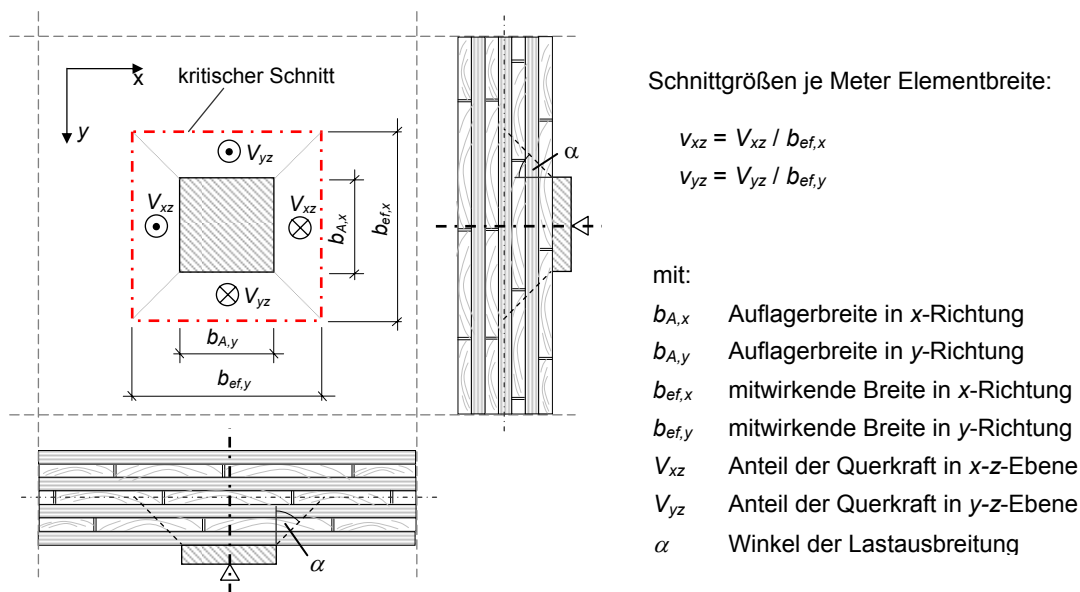 x
y
kritischer Schnitt
V_yz
V_xz
V_xz
V_yz
b_A,x
b_ef,x
b_A,y
b_ef,y
α
α
Schnittgrößen je Meter Elementbreite:
v_xz = V_xz / b_ef,x
v_yz = V_yz / b_ef,y
mit:
b_A,x Auflagerbreite in x-Richtung
b_A,y Auflagerbreite in y-Richtung
b_ef,x mitwirkende Breite in x-Richtung
b_ef,y mitwirkende Breite in y-Richtung
V_xz Anteil der Querkraft in x-z-Ebene
V_yz Anteil der Querkraft in y-z-Ebene
α Winkel der Lastausbreitung